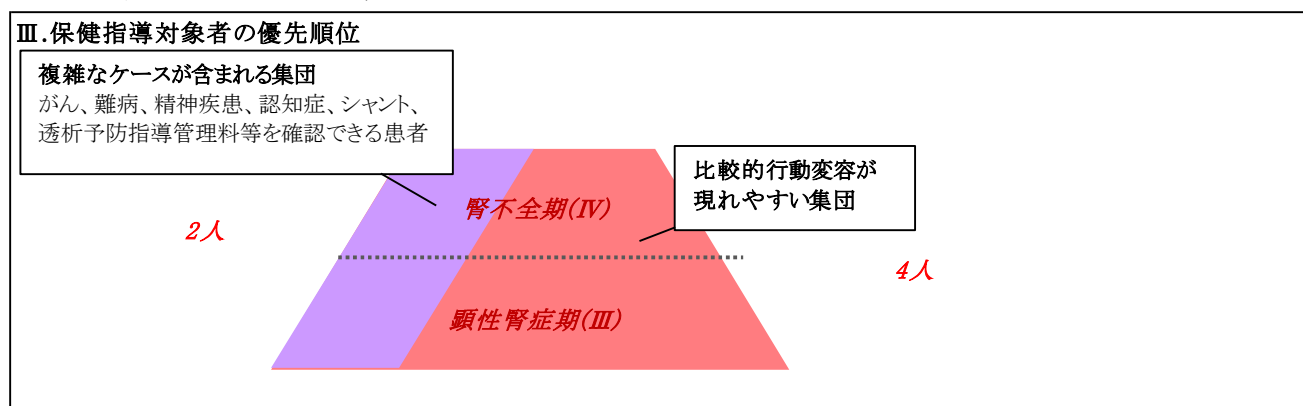 Ⅲ.保健指導対象者の優先順位
複雑なケースが含まれる集団
がん、難病、精神疾患、認知症、シャント、
透析予防指導管理料等を確認できる患者
比較的行動変容が
現れやすい集団
腎不全期(Ⅳ)
2人
4人
顕性腎症期(Ⅲ)